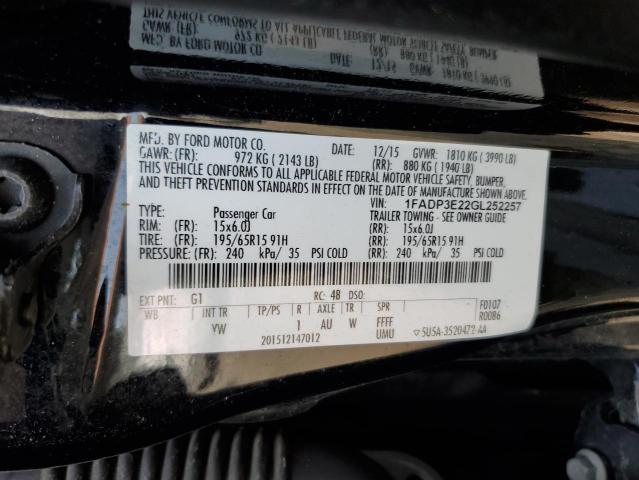 MFD. BY FORD MOTOR CO.
DATE: 12/15 GVWR: 1810 KG ( 3990 LB)
GAWR: (FR): 972 KG ( 2143 LB) (RR): 880 KG ( 1940 LB)
THIS VEHICLE CONFORMS TO ALL APPLICABLE FEDERAL MOTOR VEHICLE SAFETY, BUMPER,
AND THEFT PREVENTION STANDARDS IN EFFECT ON THE DATE OF MANUFACTURE SHOWN ABOVE.
VIN: 1FADP3E22GL252257
TYPE: Passenger Car TRAILER TOWING - SEE OWNER GUIDE
RIM: (FR): 15x6.0J (RR): 15x6.0J
TIRE: (FR): 195/65R15 91H (RR): 195/65R15 91H
PRESSURE: (FR): 240 kPa/ 35 PSI COLD (RR): 240 kPa/ 35 PSI COLD
EXT PNT: G1 RC: 48 DSO: F0107
WB INT TR TP/PS R AXLE TR SPR R0086
YW 1 AU W FFFF
201512147012 UMU 5U5A-3520472-AA